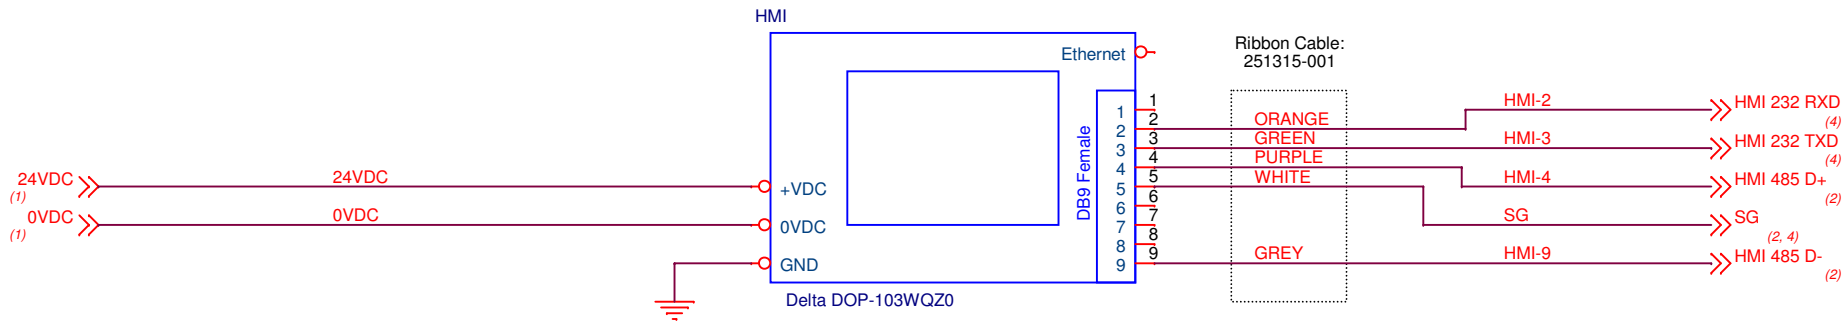 HMI
Ethernet
Ribbon Cable:
251315-001
1 1
2 2 ORANGE HMI-2 HMI 232 RXD
(4)
3 3 GREEN HMI-3 HMI 232 TXD
(4)
4 4 PURPLE HMI-4 HMI 485 D+
(2)
5 5 WHITE SG SG
(2, 4)
6 6
7 7
8 8
9 9 GREY HMI-9 HMI 485 D-
(2)
DB9 Female
24VDC 24VDC +VDC
(1)
0VDC 0VDC 0VDC
(1)
GND
Delta DOP-103WQZ0